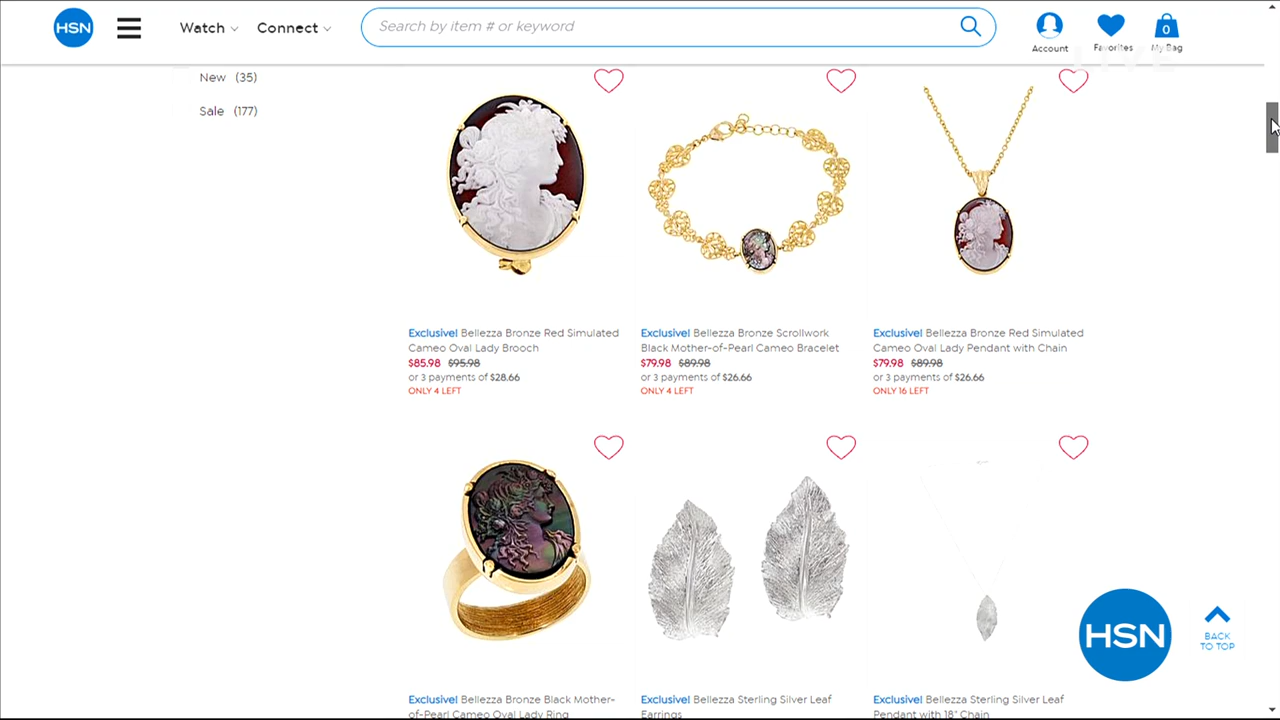 HSN
Watch
Connect
Search by item # or keyword
Account
Favorites
0
My Bag
LIVE
New (35)
Sale (177)
Exclusive! Bellezza Bronze Red Simulated
Cameo Oval Lady Brooch
$85.98 $95.98
or 3 payments of $28.66
ONLY 4 LEFT
Exclusive! Bellezza Bronze Scrollwork
Black Mother-of-Pearl Cameo Bracelet
$79.98 $89.98
or 3 payments of $26.66
ONLY 4 LEFT
Exclusive! Bellezza Bronze Red Simulated
Cameo Oval Lady Pendant with Chain
$79.98 $89.98
or 3 payments of $26.66
ONLY 16 LEFT
HSN
BACK
TO TOP
Exclusive! Bellezza Bronze Black Mother-
of-Pearl Cameo Oval Lady Ring
Exclusive! Bellezza Sterling Silver Leaf
Earrings
Exclusive! Bellezza Sterling Silver Leaf
Pendant with 18" Chain